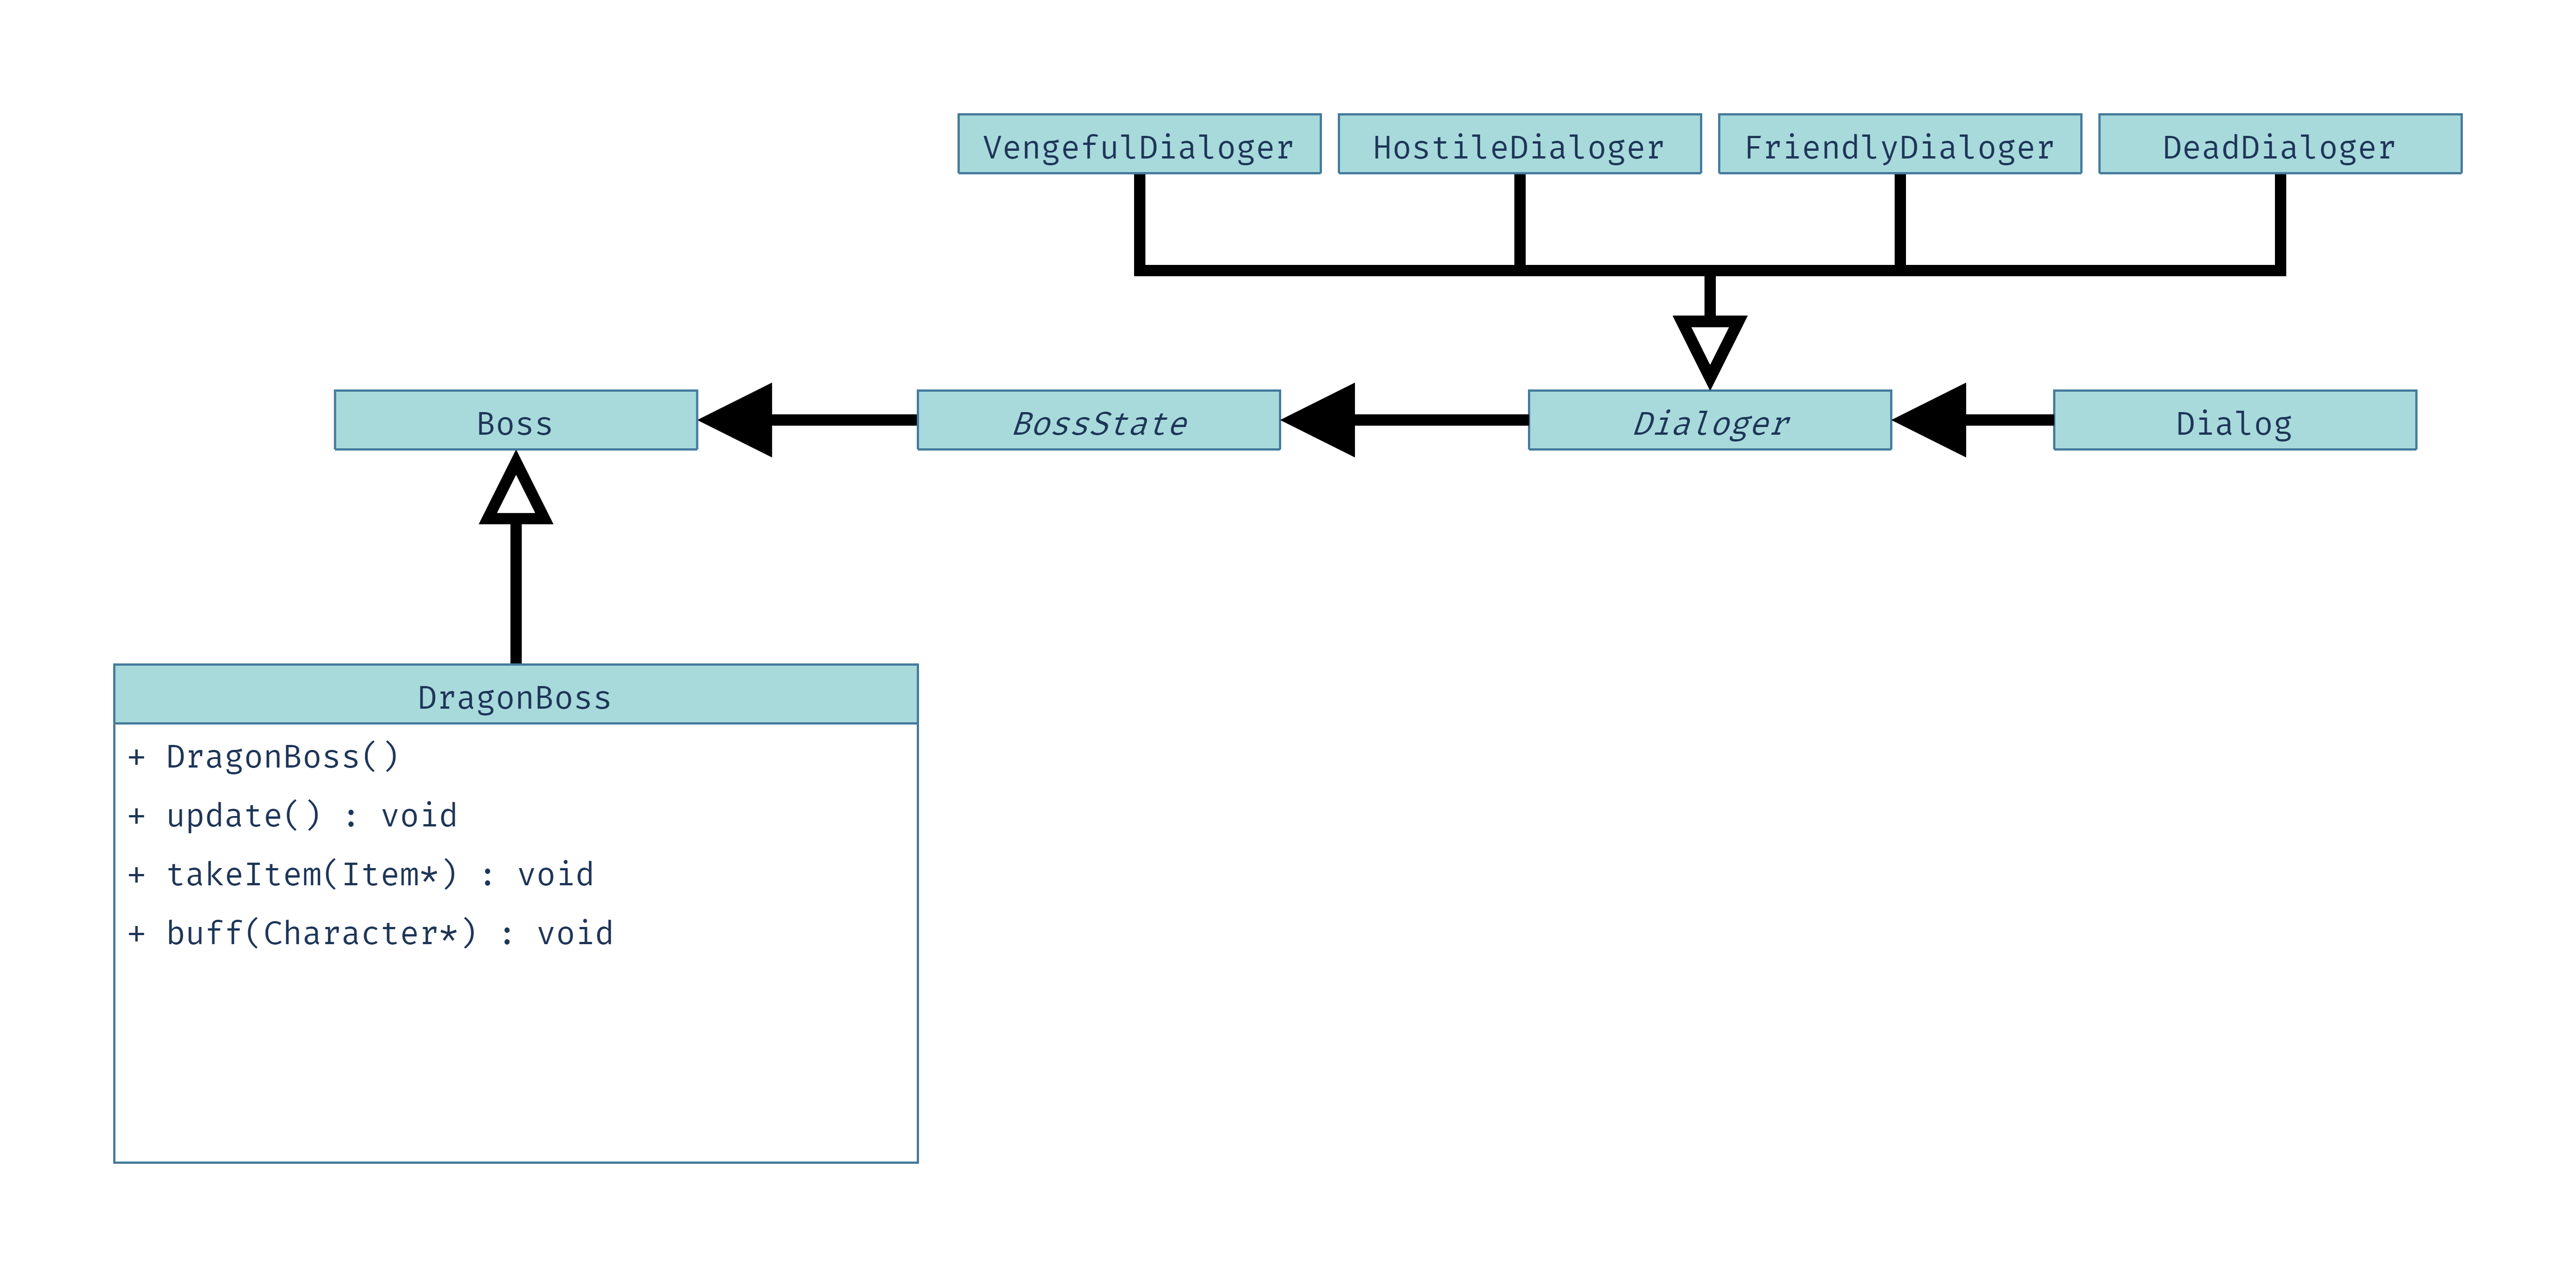 VengefulDialoger
HostileDialoger
FriendlyDialoger
DeadDialoger
Boss
BossState
Dialoger
Dialog
DragonBoss
+ DragonBoss()
+ update() : void
+ takeItem(Item*) : void
+ buff(Character*) : void